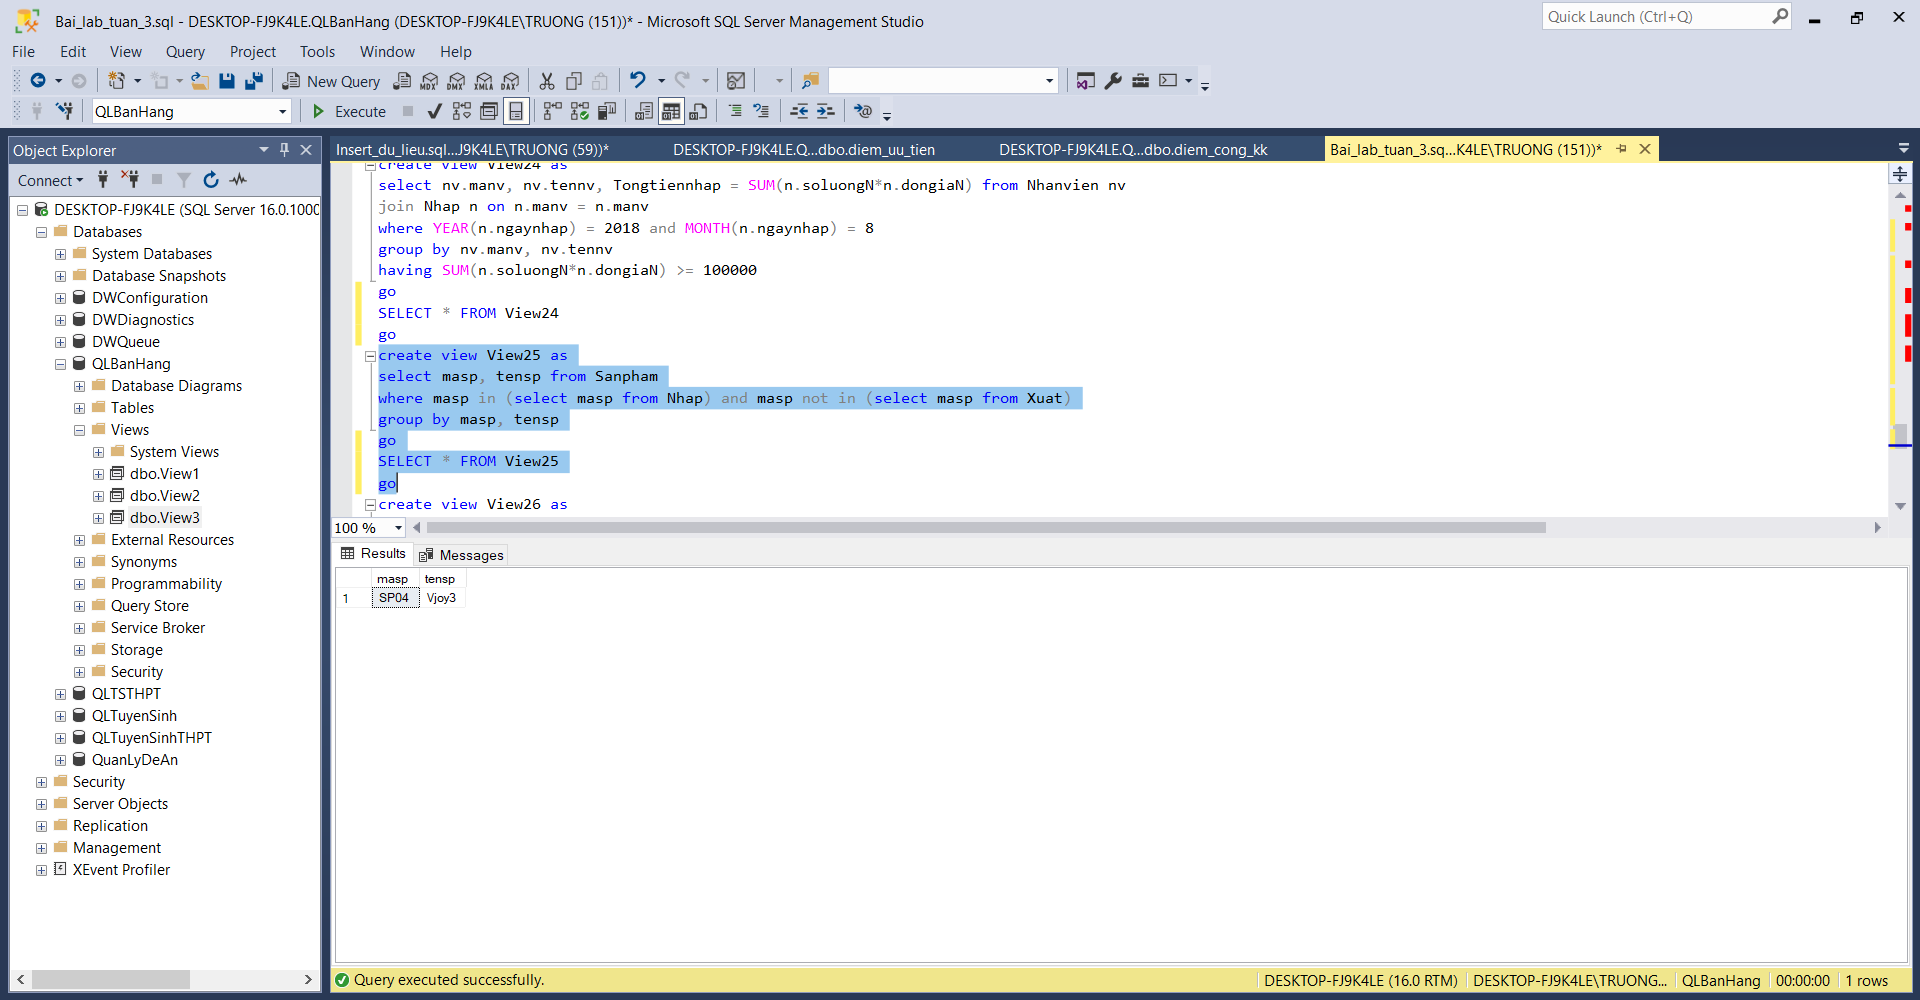 Bai_lab_tuan_3.sql - DESKTOP-FJ9K4LE.QLBanHang (DESKTOP-FJ9K4LE\TRUONG (151))* - Microsoft SQL Server Management Studio
Quick Launch (Ctrl+Q)
File Edit View Query Project Tools Window Help
New Query MDX DMX XMLA DAX
QLBanHang Execute
Object Explorer
Connect
DESKTOP-FJ9K4LE (SQL Server 16.0.1000
Databases
System Databases
Database Snapshots
DWConfiguration
DWDiagnostics
DWQueue
QLBanHang
Database Diagrams
Tables
Views
System Views
dbo.View1
dbo.View2
dbo.View3
External Resources
Synonyms
Programmability
Query Store
Service Broker
Storage
Security
QLTSTHPT
QLTuyenSinh
QLTuyenSinhTHPT
QuanLyDeAn
Security
Server Objects
Replication
Management
XEvent Profiler
Insert_du_lieu.sql...J9K4LE\TRUONG (59))* DESKTOP-FJ9K4LE.Q...dbo.diem_uu_tien DESKTOP-FJ9K4LE.Q...dbo.diem_cong_kk Bai_lab_tuan_3.sq...K4LE\TRUONG (151))*
create view View24 as
select nv.manv, nv.tennv, Tongtiennhap = SUM(n.soluongN*n.dongiaN) from Nhanvien nv
join Nhap n on n.manv = n.manv
where YEAR(n.ngaynhap) = 2018 and MONTH(n.ngaynhap) = 8
group by nv.manv, nv.tennv
having SUM(n.soluongN*n.dongiaN) >= 100000
go
SELECT * FROM View24
go
create view View25 as
select masp, tensp from Sanpham
where masp in (select masp from Nhap) and masp not in (select masp from Xuat)
group by masp, tensp
go
SELECT * FROM View25
go
create view View26 as
100 %
Results Messages
masp tensp
1 SP04 Vjoy3
Query executed successfully. DESKTOP-FJ9K4LE (16.0 RTM) DESKTOP-FJ9K4LE\TRUONG... QLBanHang 00:00:00 1 rows